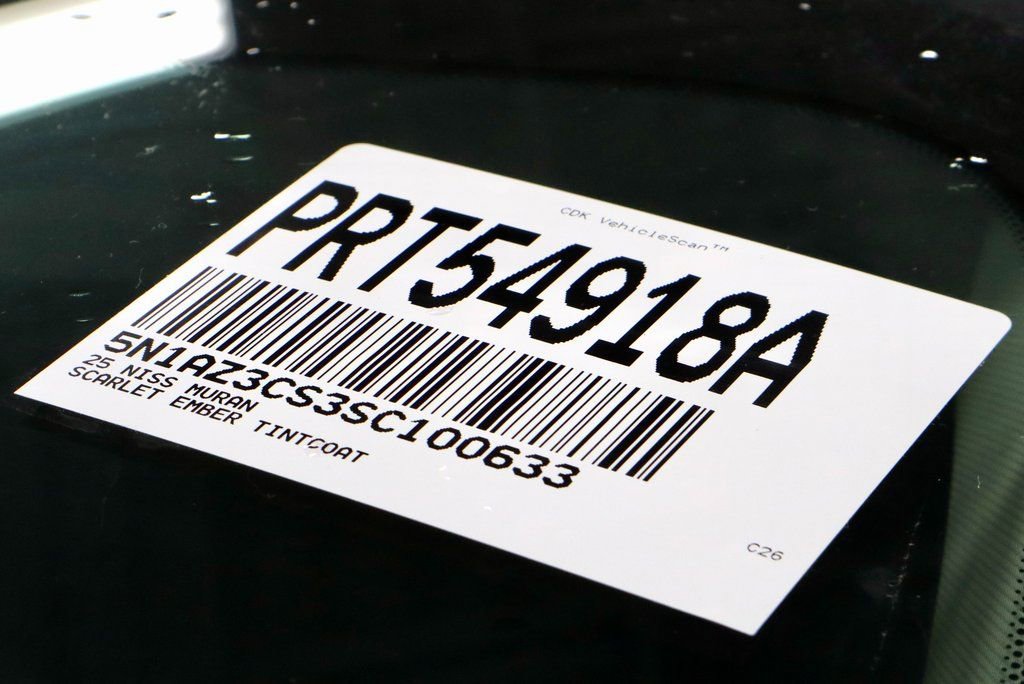 CDK VehicleScan™
PRT54918A
5N1AZ3CS3SC100633
25 NISS MURAN
SCARLET EMBER TINTCOAT
C26